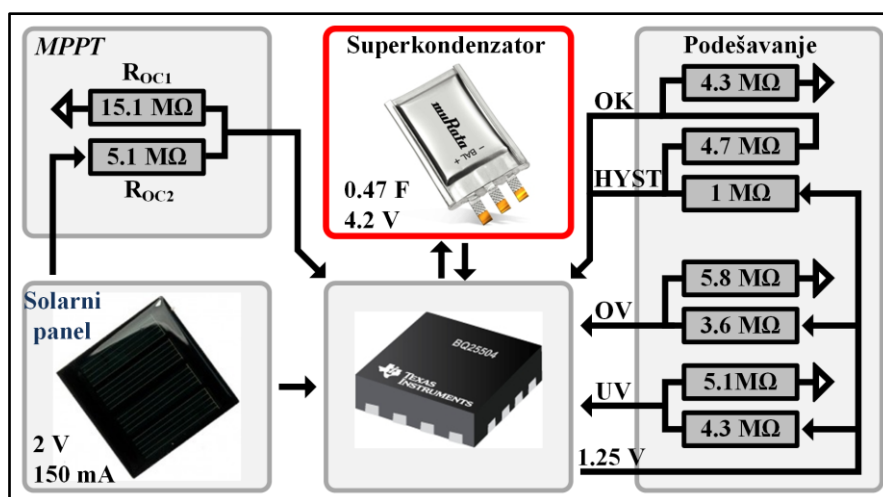 MPPT
R_OC1
15.1 MΩ
5.1 MΩ
R_OC2
Superkondenzator
muRata
− BAL +
0.47 F
4.2 V
Podešavanje
OK
4.3 MΩ
4.7 MΩ
HYST
1 MΩ
Solarni
panel
2 V
150 mA
BQ25504
TEXAS
INSTRUMENTS
OV
5.8 MΩ
3.6 MΩ
UV
5.1MΩ
4.3 MΩ
1.25 V